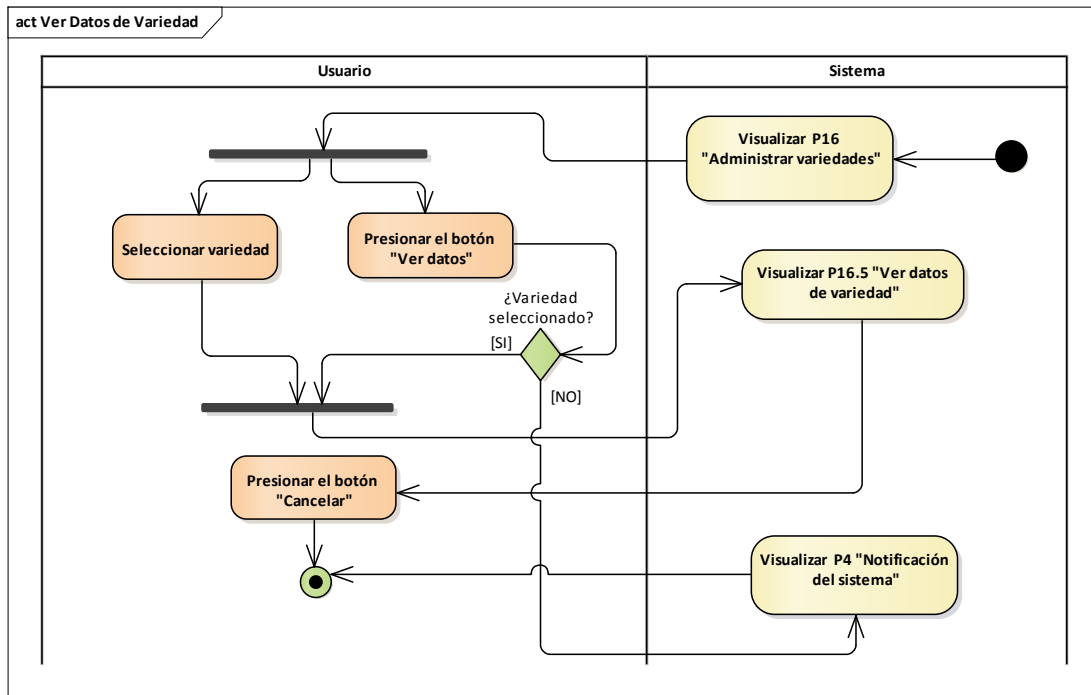 act Ver Datos de Variedad
Usuario
Sistema
Visualizar P16
"Administrar variedades"
Seleccionar variedad
Presionar el botón
"Ver datos"
Visualizar P16.5 "Ver datos
de variedad"
¿Variedad
seleccionado?
[SI]
[NO]
Presionar el botón
"Cancelar"
Visualizar P4 "Notificación
del sistema"